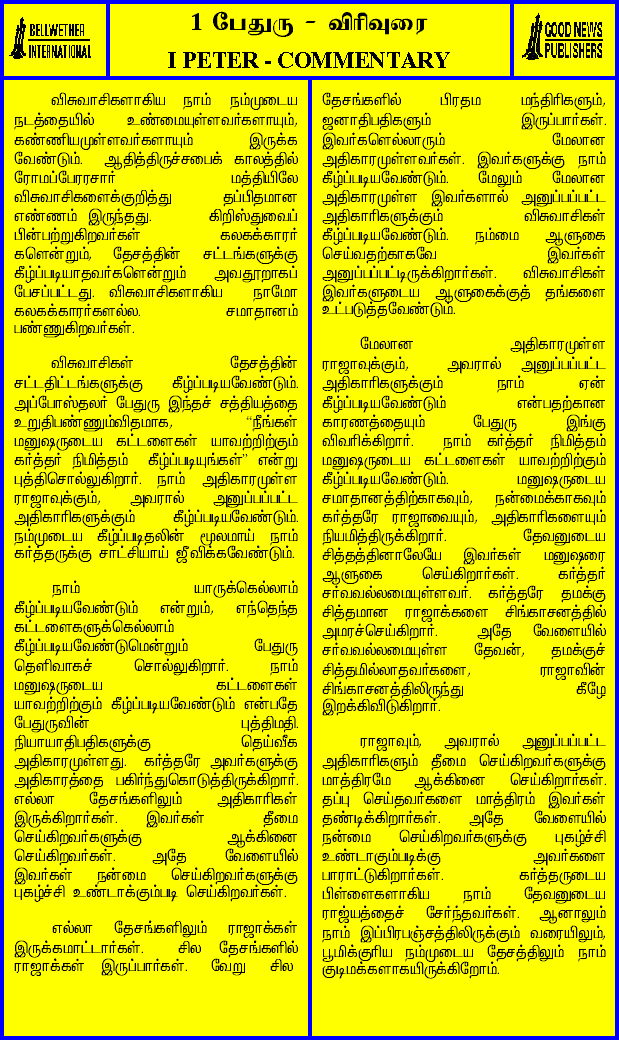 BELLWETHER
INTERNATIONAL
1 பேதுரு - விரிவுரை
I PETER - COMMENTARY
GOOD NEWS
PUBLISHERS
விசுவாசிகளாகிய நாம் நம்முடைய
நடத்தையில் உண்மையுள்ளவர்களாயும்,
கண்ணியமுள்ளவர்களாயும் இருக்க
வேண்டும். ஆதித்திருச்சபைக் காலத்தில்
ரோமப்பேரரசார் மத்தியிலே
விசுவாசிகளைக்குறித்து தப்பிதமான
எண்ணம் இருந்தது. கிறிஸ்துவைப்
பின்பற்றுகிறவர்கள் கலகக்காரர்
களென்றும், தேசத்தின் சட்டங்களுக்கு
கீழ்ப்படியாதவர்களென்றும் அவதூறாகப்
பேசப்பட்டது. விசுவாசிகளாகிய நாமோ
கலகக்காரர்களல்ல. சமாதானம்
பண்ணுகிறவர்கள்.
விசுவாசிகள் தேசத்தின்
சட்டதிட்டங்களுக்கு கீழ்ப்படியவேண்டும்.
அப்போஸ்தலர் பேதுரு இந்தச் சத்தியத்தை
உறுதிபண்ணும்விதமாக, “நீங்கள்
மனுஷருடைய கட்டளைகள் யாவற்றிற்கும்
கர்த்தர் நிமித்தம் கீழ்ப்படியுங்கள்” என்று
புத்திசொல்லுகிறார். நாம் அதிகாரமுள்ள
ராஜாவுக்கும், அவரால் அனுப்பப்பட்ட
அதிகாரிகளுக்கும் கீழ்ப்படியவேண்டும்.
நம்முடைய கீழ்ப்படிதலின் மூலமாய் நாம்
கர்த்தருக்கு சாட்சியாய் ஜீவிக்கவேண்டும்.
நாம் யாருக்கெல்லாம்
கீழ்ப்படியவேண்டும் என்றும், எந்தெந்த
கட்டளைகளுக்கெல்லாம்
கீழ்ப்படியவேண்டுமென்றும் பேதுரு
தெளிவாகச் சொல்லுகிறார். நாம்
மனுஷருடைய கட்டளைகள்
யாவற்றிற்கும் கீழ்ப்படியவேண்டும் என்பதே
பேதுருவின் புத்திமதி.
நியாயாதிபதிகளுக்கு தெய்வீக
அதிகாரமுள்ளது. கர்த்தரே அவர்களுக்கு
அதிகாரத்தை பகிர்ந்துகொடுத்திருக்கிறார்.
எல்லா தேசங்களிலும் அதிகாரிகள்
இருக்கிறார்கள். இவர்கள் தீமை
செய்கிறவர்களுக்கு ஆக்கினை
செய்கிறவர்கள். அதே வேளையில்
இவர்கள் நன்மை செய்கிறவர்களுக்கு
புகழ்ச்சி உண்டாக்கும்படி செய்கிறவர்கள்.
எல்லா தேசங்களிலும் ராஜாக்கள்
இருக்கமாட்டார்கள். சில தேசங்களில்
ராஜாக்கள் இருப்பார்கள். வேறு சில
தேசங்களில் பிரதம மந்திரிகளும்,
ஜனாதிபதிகளும் இருப்பார்கள்.
இவர்களெல்லாரும் மேலான
அதிகாரமுள்ளவர்கள். இவர்களுக்கு நாம்
கீழ்ப்படியவேண்டும். மேலும் மேலான
அதிகாரமுள்ள இவர்களால் அனுப்பப்பட்ட
அதிகாரிகளுக்கும் விசுவாசிகள்
கீழ்ப்படியவேண்டும். நம்மை ஆளுகை
செய்வதற்காகவே இவர்கள்
அனுப்பப்பட்டிருக்கிறார்கள். விசுவாசிகள்
இவர்களுடைய ஆளுகைக்குத் தங்களை
உட்படுத்தவேண்டும்.
மேலான அதிகாரமுள்ள
ராஜாவுக்கும், அவரால் அனுப்பப்பட்ட
அதிகாரிகளுக்கும் நாம் ஏன்
கீழ்ப்படியவேண்டும் என்பதற்கான
காரணத்தையும் பேதுரு இங்கு
விவரிக்கிறார். நாம் கர்த்தர் நிமித்தம்
மனுஷருடைய கட்டளைகள் யாவற்றிற்கும்
கீழ்ப்படியவேண்டும். மனுஷருடைய
சமாதானத்திற்காகவும், நன்மைக்காகவும்
கர்த்தரே ராஜாவையும், அதிகாரிகளையும்
நியமித்திருக்கிறார். தேவனுடைய
சித்தத்தினாலேயே இவர்கள் மனுஷரை
ஆளுகை செய்கிறார்கள். கர்த்தர்
சர்வவல்லமையுள்ளவர். கர்த்தரே தமக்கு
சித்தமான ராஜாக்களை சிங்காசனத்தில்
அமரச்செய்கிறார். அதே வேளையில்
சர்வவல்லமையுள்ள தேவன், தமக்குச்
சித்தமில்லாதவர்களை, ராஜாவின்
சிங்காசனத்திலிருந்து கீழே
இறக்கிவிடுகிறார்.
ராஜாவும், அவரால் அனுப்பப்பட்ட
அதிகாரிகளும் தீமை செய்கிறவர்களுக்கு
மாத்திரமே ஆக்கினை செய்கிறார்கள்.
தப்பு செய்தவர்களை மாத்திரம் இவர்கள்
தண்டிக்கிறார்கள். அதே வேளையில்
நன்மை செய்கிறவர்களுக்கு புகழ்ச்சி
உண்டாகும்படிக்கு அவர்களை
பாராட்டுகிறார்கள். கர்த்தருடைய
பிள்ளைகளாகிய நாம் தேவனுடைய
ராஜ்யத்தைச் சேர்ந்தவர்கள். ஆனாலும்
நாம் இப்பிரபஞ்சத்திலிருக்கும் வரையிலும்,
பூமிக்குரிய நம்முடைய தேசத்திலும் நாம்
குடிமக்களாகயிருக்கிறோம்.